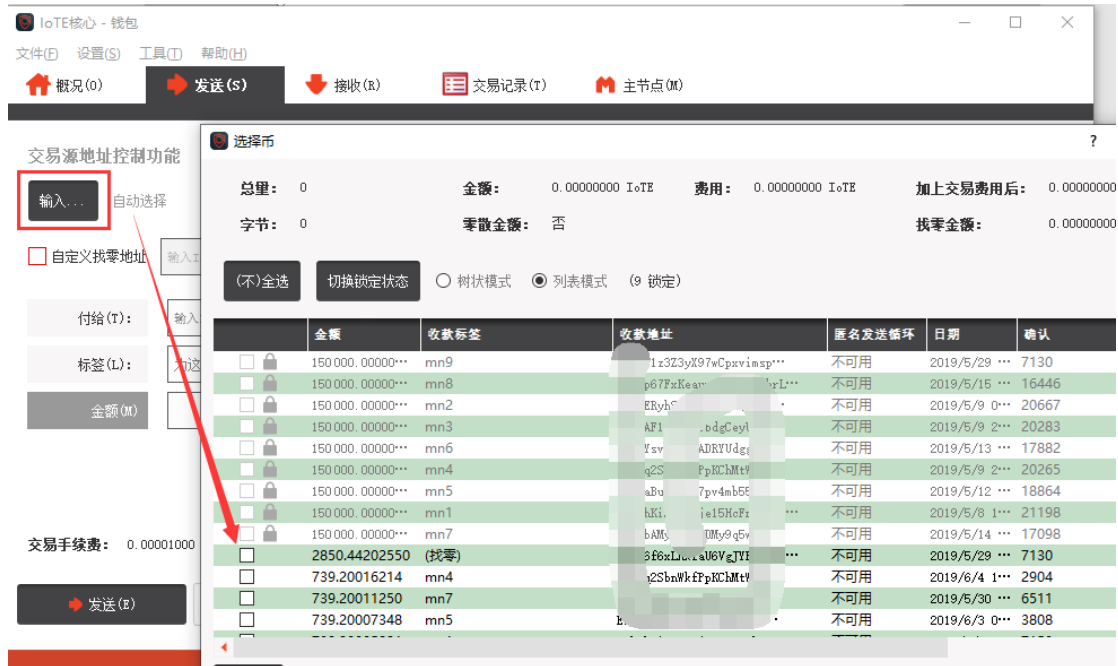 IoTE核心 - 钱包
文件(F) 设置(S) 工具(T) 帮助(H)
概况(O) 发送(S) 接收(R) 交易记录(T) 主节点(M)
选择币 ?
交易源地址控制功能
输入... 自动选择
总量: 0 金额: 0.00000000 IoTE 费用: 0.00000000 IoTE 加上交易费用后: 0.00000000
字节: 0 零散金额: 否 找零金额: 0.00000000
自定义找零地址
(不)全选 切换锁定状态 树状模式 列表模式 (9 锁定)
付给(T):
标签(L):
金额(M)
金额 收款标签 收款地址 匿名发送循环 日期 确认
150000.00000… mn9 1z3Z3yX97wCpxvimsp… 不可用 2019/5/29 … 7130
150000.00000… mn8 不可用 2019/5/15 … 16446
150000.00000… mn2 不可用 2019/5/9 0… 20667
150000.00000… mn3 不可用 2019/5/9 2… 20283
150000.00000… mn6 不可用 2019/5/13 … 17882
150000.00000… mn4 不可用 2019/5/9 2… 20265
150000.00000… mn5 不可用 2019/5/12 … 18864
150000.00000… mn1 不可用 2019/5/8 1… 21198
150000.00000… mn7 不可用 2019/5/14 … 17098
2850.44202550 (找零) 不可用 2019/5/29 … 7130
739.20016214 mn4 不可用 2019/6/4 1… 2904
739.20011250 mn7 不可用 2019/5/30 … 6511
739.20007348 mn5 不可用 2019/6/3 0… 3808
交易手续费: 0.00001000
发送(E)